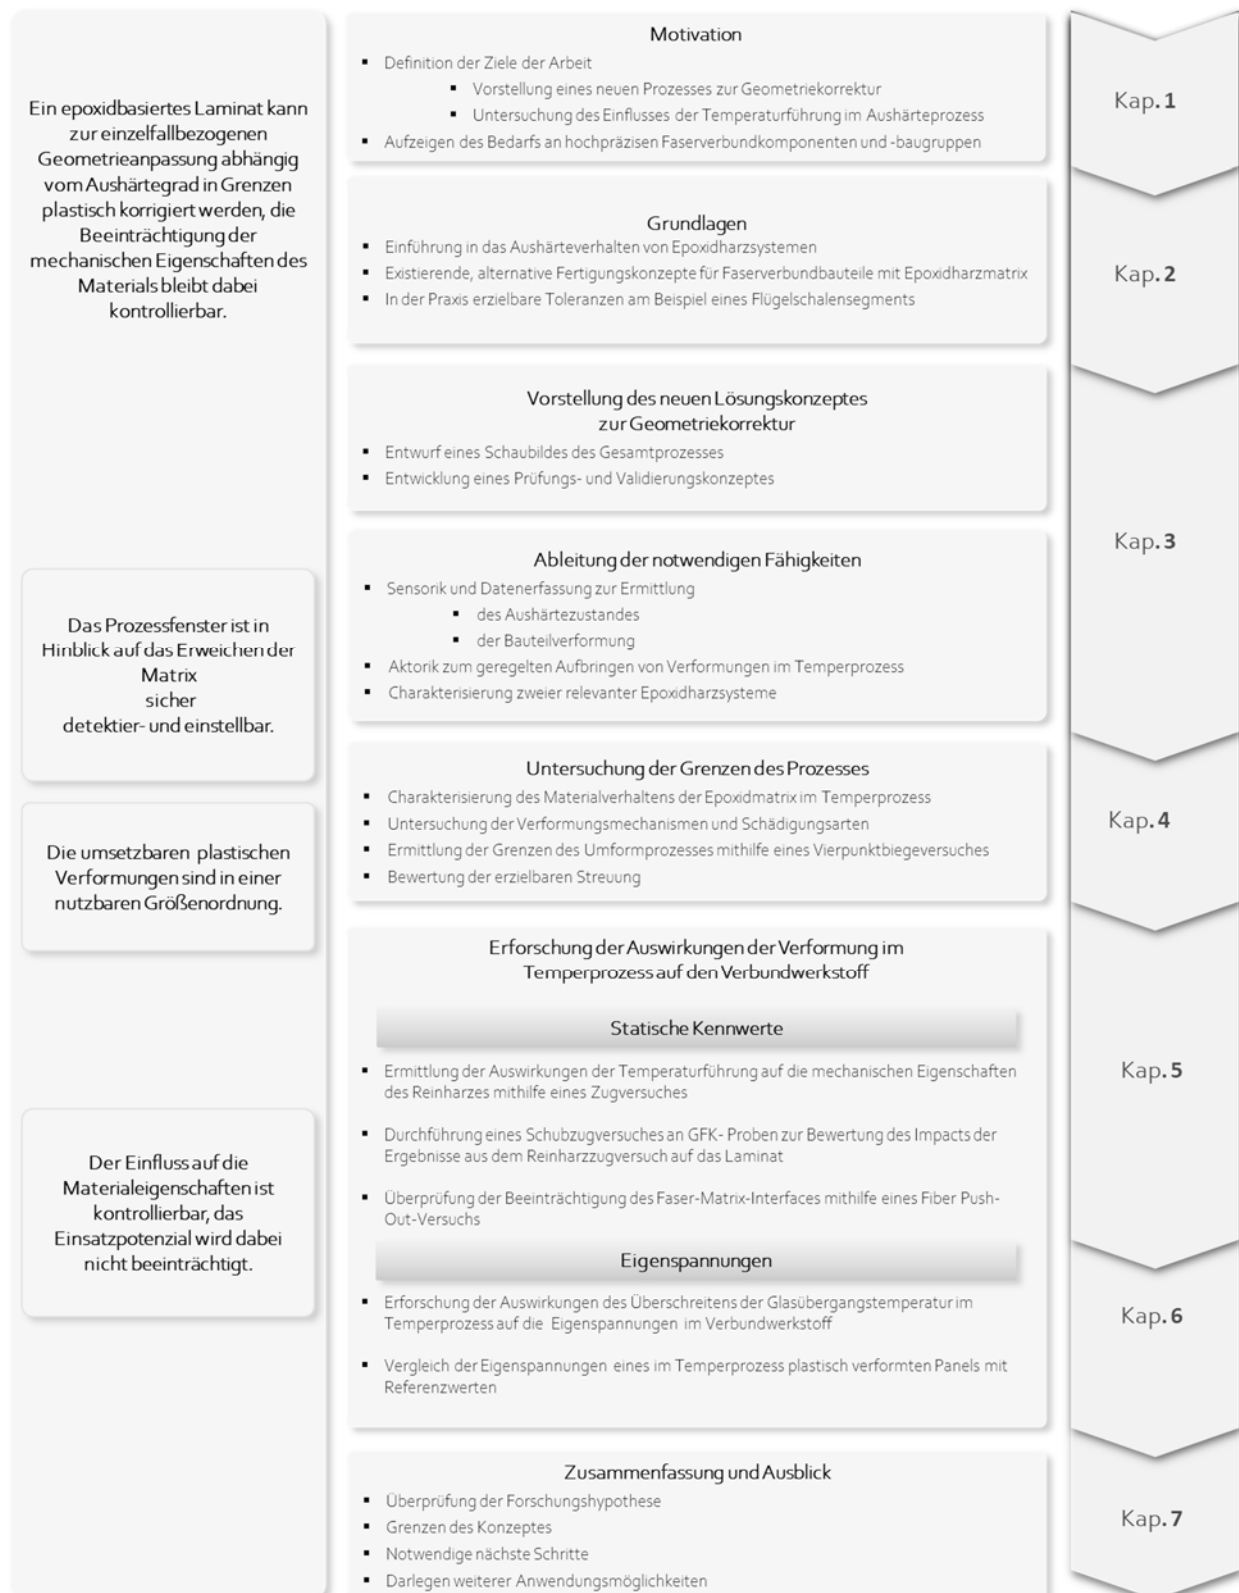 Ein epoxidbasiertes Laminat kann
zur einzelfallbezogenen
Geometrieanpassung abhängig
vom Aushärtegrad in Grenzen
plastisch korrigiert werden, die
Beeinträchtigung der
mechanischen Eigenschaften des
Materials bleibt dabei
kontrollierbar.
Das Prozessfenster ist in
Hinblick auf das Erweichen der
Matrix
sicher
detektier- und einstellbar.
Die umsetzbaren plastischen
Verformungen sind in einer
nutzbaren Größenordnung.
Der Einfluss auf die
Materialeigenschaften ist
kontrollierbar, das
Einsatzpotenzial wird dabei
nicht beeinträchtigt.
Motivation
▪ Definition der Ziele der Arbeit
▪ Vorstellung eines neuen Prozesses zur Geometriekorrektur
▪ Untersuchung des Einflusses der Temperaturführung im Aushärteprozess
▪ Aufzeigen des Bedarfs an hochpräzisen Faserverbundkomponenten und -baugruppen
Grundlagen
▪ Einführung in das Aushärteverhalten von Epoxidharzsystemen
▪ Existierende, alternative Fertigungskonzepte für Faserverbundbauteile mit Epoxidharzmatrix
▪ In der Praxis erzielbare Toleranzen am Beispiel eines Flügelschalensegments
Vorstellung des neuen Lösungskonzeptes
zur Geometriekorrektur
▪ Entwurf eines Schaubildes des Gesamtprozesses
▪ Entwicklung eines Prüfungs- und Validierungskonzeptes
Ableitung der notwendigen Fähigkeiten
▪ Sensorik und Datenerfassung zur Ermittlung
▪ des Aushärtezustandes
▪ der Bauteilverformung
▪ Aktorik zum geregelten Aufbringen von Verformungen im Temperprozess
▪ Charakterisierung zweier relevanter Epoxidharzsysteme
Untersuchung der Grenzen des Prozesses
▪ Charakterisierung des Materialverhaltens der Epoxidmatrix im Temperprozess
▪ Untersuchung der Verformungsmechanismen und Schädigungsarten
▪ Ermittlung der Grenzen des Umformprozesses mithilfe eines Vierpunktbiegeversuches
▪ Bewertung der erzielbaren Streuung
Erforschung der Auswirkungen der Verformung im
Temperprozess auf den Verbundwerkstoff
Statische Kennwerte
▪ Ermittlung der Auswirkungen der Temperaturführung auf die mechanischen Eigenschaften
des Reinharzes mithilfe eines Zugversuches
▪ Durchführung eines Schubzugversuches an GFK- Proben zur Bewertung des Impacts der
Ergebnisse aus dem Reinharzzugversuch auf das Laminat
▪ Überprüfung der Beeinträchtigung des Faser-Matrix-Interfaces mithilfe eines Fiber Push-
Out-Versuchs
Eigenspannungen
▪ Erforschung der Auswirkungen des Überschreitens der Glasübergangstemperatur im
Temperprozess auf die Eigenspannungen im Verbundwerkstoff
▪ Vergleich der Eigenspannungen eines im Temperprozess plastisch verformten Panels mit
Referenzwerten
Zusammenfassung und Ausblick
▪ Überprüfung der Forschungshypothese
▪ Grenzen des Konzeptes
▪ Notwendige nächste Schritte
▪ Darlegen weiterer Anwendungsmöglichkeiten
Kap. 1
Kap. 2
Kap. 3
Kap. 4
Kap. 5
Kap. 6
Kap. 7